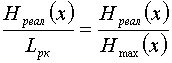 H_реал(x) / L_рк = H_реал(x) / H_max(x)